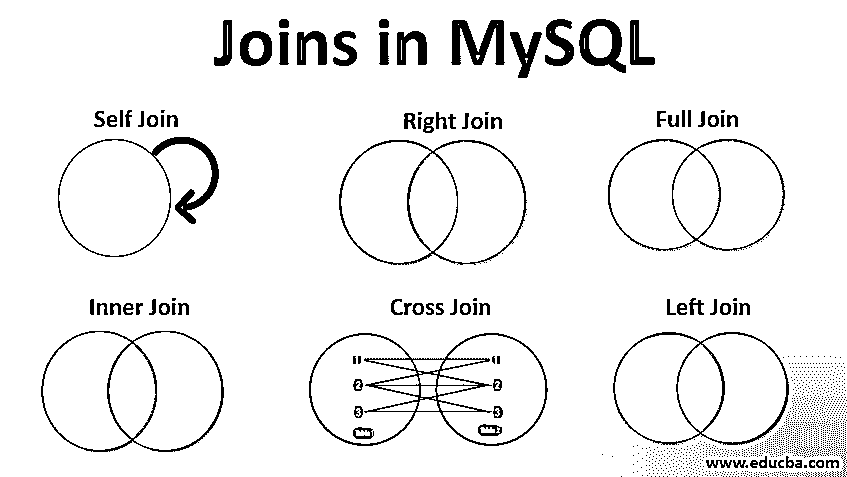 Joins in MySQL
Self Join
Right Join
Full Join
Inner Join
Cross Join
Left Join
1 1
2 2
3 3
www.educba.com